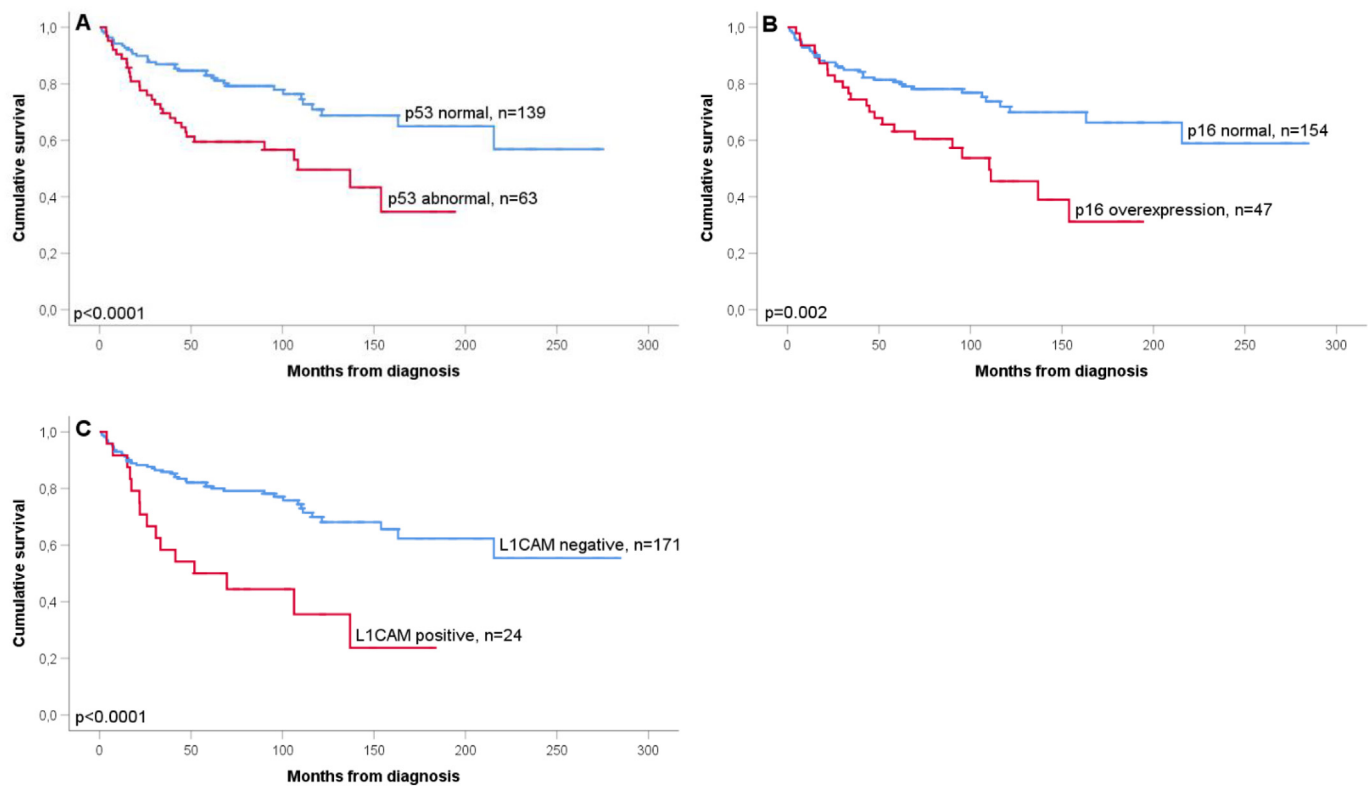 A
Cumulative survival
1,0
0,8
0,6
0,4
0,2
0,0
p53 normal, n=139
p53 abnormal, n=63
p<0.0001
0 50 100 150 200 250 300
Months from diagnosis
B
Cumulative survival
1,0
0,8
0,6
0,4
0,2
0,0
p16 normal, n=154
p16 overexpression, n=47
p=0.002
0 50 100 150 200 250 300
Months from diagnosis
C
Cumulative survival
1,0
0,8
0,6
0,4
0,2
0,0
L1CAM negative, n=171
L1CAM positive, n=24
p<0.0001
0 50 100 150 200 250 300
Months from diagnosis